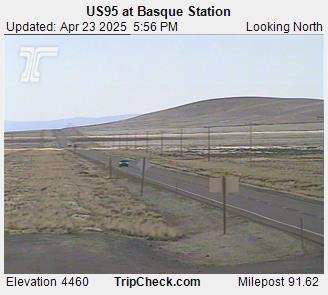 US95 at Basque Station
Updated: Apr 23 2025 5:56 PM Looking North
Elevation 4460 TripCheck.com Milepost 91.62